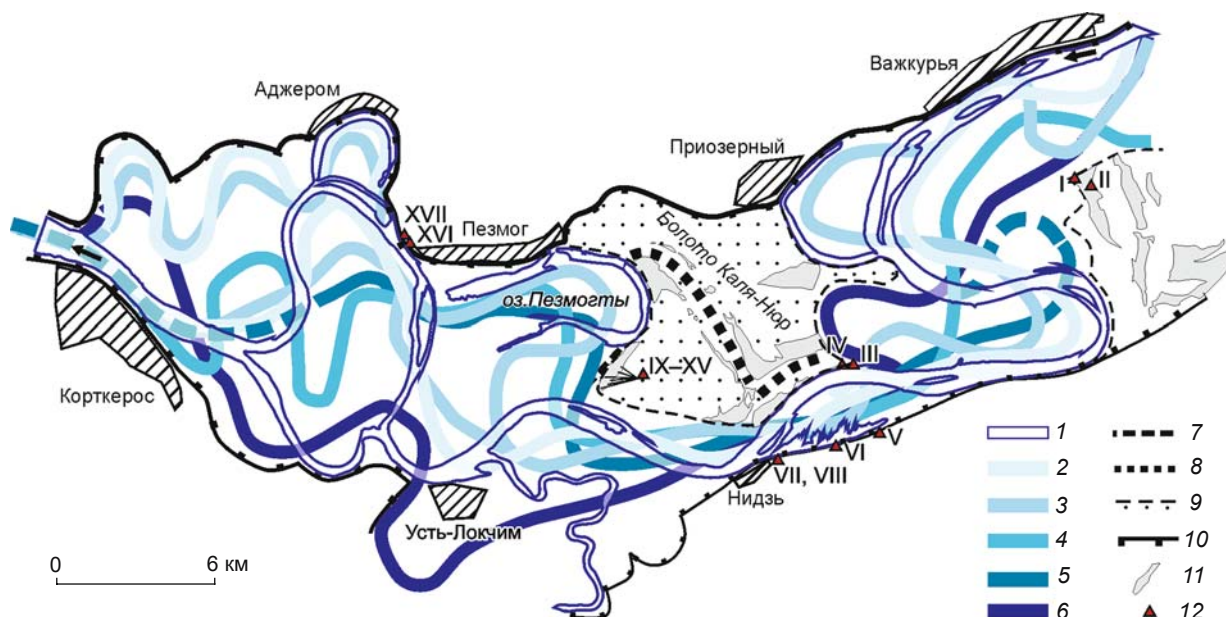 Важкурья
Аджером
Приозерный
I
II
XVII
XVI
Пезмог
Болото Каля-Нюр
оз.Пезмогты
IV
III
IX–XV
Корткерос
V
VI
VII, VIII
Нидзь
Усть-Локчим
0 6 км
1 7
2 8
3 9
4 10
5 11
6 12